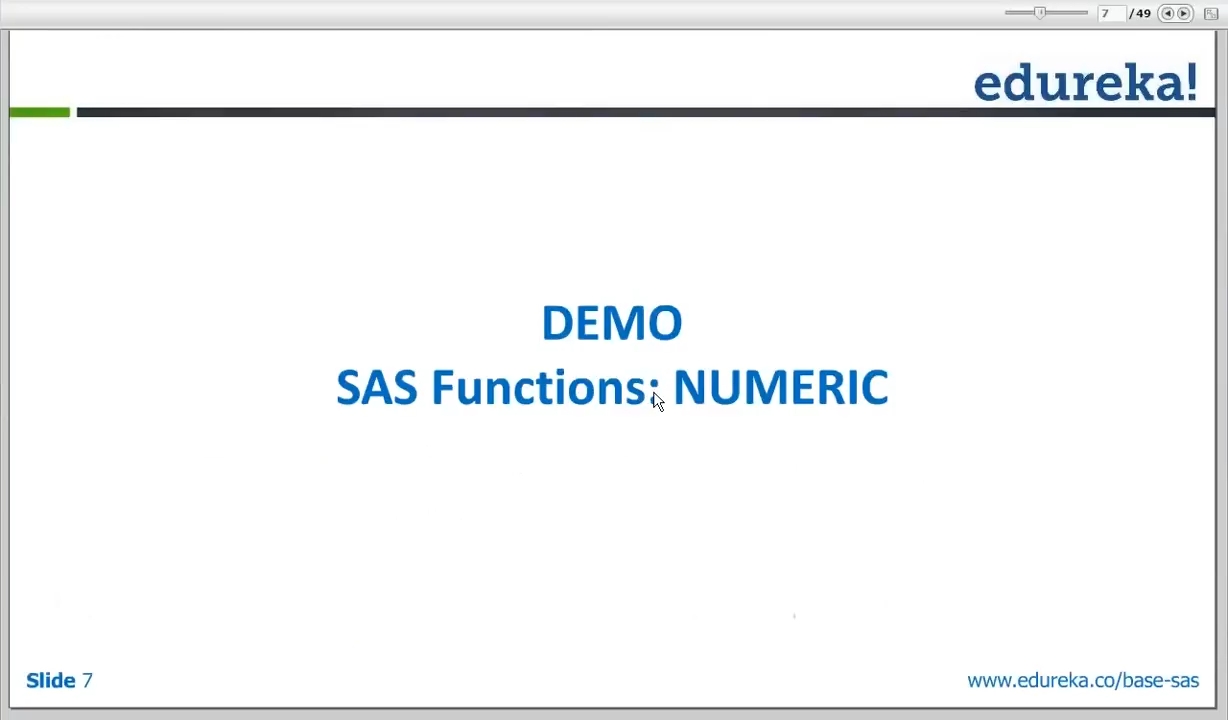 7 /49
edureka!
DEMO
SAS Functions: NUMERIC
Slide 7
www.edureka.co/base-sas